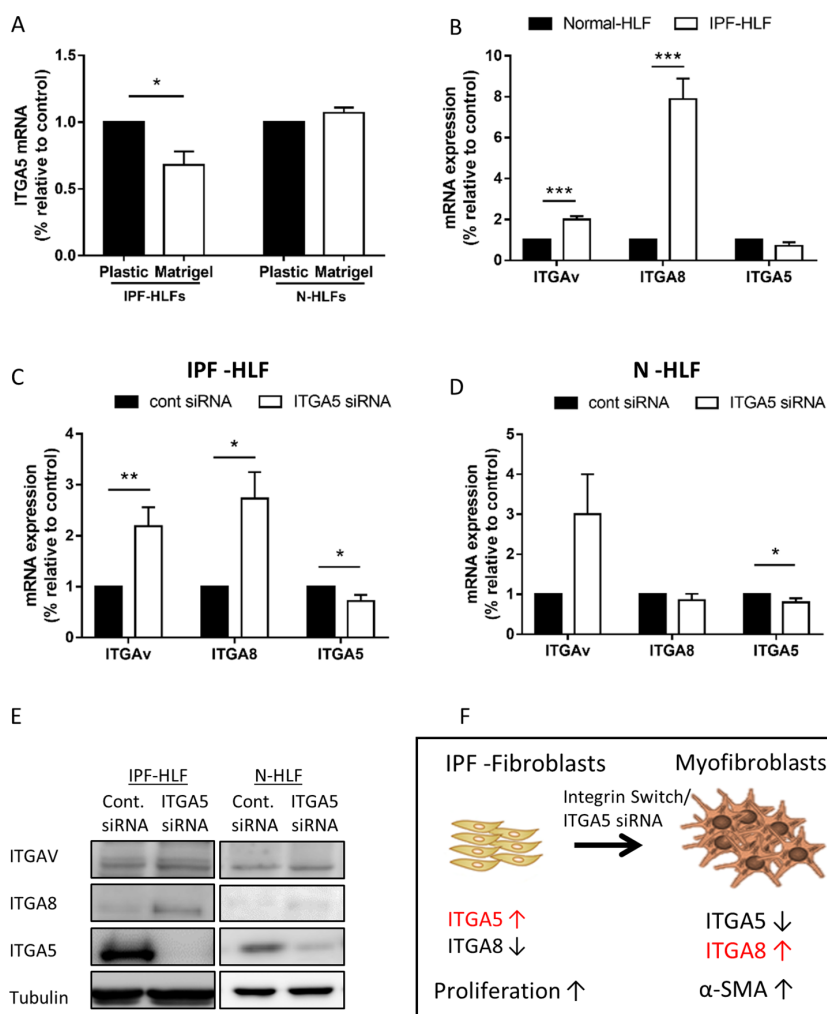 A
ITGA5 mRNA
(% relative to control)
1.5
1.0
0.5
0.0
*
Plastic Matrigel
IPF-HLFs
Plastic Matrigel
N-HLFs
B
Normal-HLF
IPF-HLF
mRNA expression
(% relative to control)
10
8
6
4
2
0
***
***
ITGAv
ITGA8
ITGA5
C
IPF -HLF
cont siRNA
ITGA5 siRNA
mRNA expression
(% relative to control)
4
3
2
1
0
**
*
*
ITGAv
ITGA8
ITGA5
D
N -HLF
cont siRNA
ITGA5 siRNA
mRNA expression
(% relative to control)
5
4
3
2
1
0
*
ITGAv
ITGA8
ITGA5
E
IPF-HLF
N-HLF
Cont. siRNA
ITGA5 siRNA
Cont. siRNA
ITGA5 siRNA
ITGAV
ITGA8
ITGA5
Tubulin
F
IPF -Fibroblasts
Myofibroblasts
Integrin Switch/
ITGA5 siRNA
ITGA5 ↑
ITGA8 ↓
Proliferation ↑
ITGA5 ↓
ITGA8 ↑
α-SMA ↑